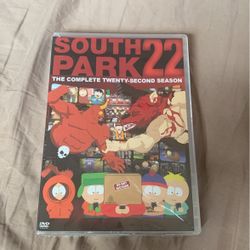 SOUTH
PARK 22
THE COMPLETE TWENTY-SECOND SEASON
DVD